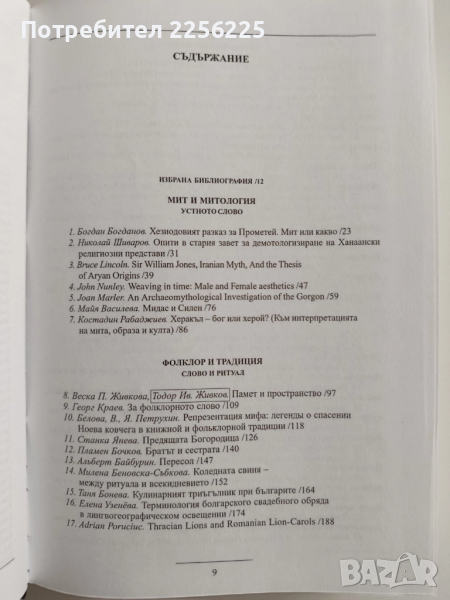 Потребител 2256225
СЪДЪРЖАНИЕ
ИЗБРАНА БИБЛИОГРАФИЯ /12
МИТ И МИТОЛОГИЯ
УСТНОТО СЛОВО
1. Богдан Богданов. Хезиодовият разказ за Прометей. Мит или какво /23
2. Николай Шиваров. Опити в стария завет за демотологизиране на Ханаански
религиозни представи /31
3. Bruce Lincoln. Sir William Jones, Iranian Myth, And the Thesis
of Aryan Origins /39
4. John Nunley. Weaving in time: Male and Female aesthetics /47
5. Joan Marler. An Archaeomythological Investigation of the Gorgon /59
6. Майя Василева. Мидас и Силен /76
7. Костадин Рабаджиев. Херакъл – бог или херой? (Към интерпретацията
на мита, образа и култа) /86
ФОЛКЛОР И ТРАДИЦИЯ
СЛОВО И РИТУАЛ
8. Веска П. Живкова, Тодор Ив. Живков. Памет и пространство /97
9. Георг Краев. За фолклорното слово /109
10. Белова, В., Я. Петрухин. Репрезентация мифа: легенды о спасении
Ноева ковчега в книжной и фольклорной традиции /118
11. Станка Янева. Предящата Богородица /126
12. Пламен Бочков. Братът и сестрата /140
13. Альберт Байбурин. Пересол /147
14. Милена Беновска-Събкова. Коледната свиня –
между ритуала и всекидневието /152
15. Таня Бонева. Кулинарният триъгълник при българите /164
16. Елена Узенёва. Терминология болгарского свадебного обряда
в лингвогеографическом освещении /174
17. Adrian Poruciuc. Thracian Lions and Romanian Lion-Carols /188
9
BAZAR
.bg